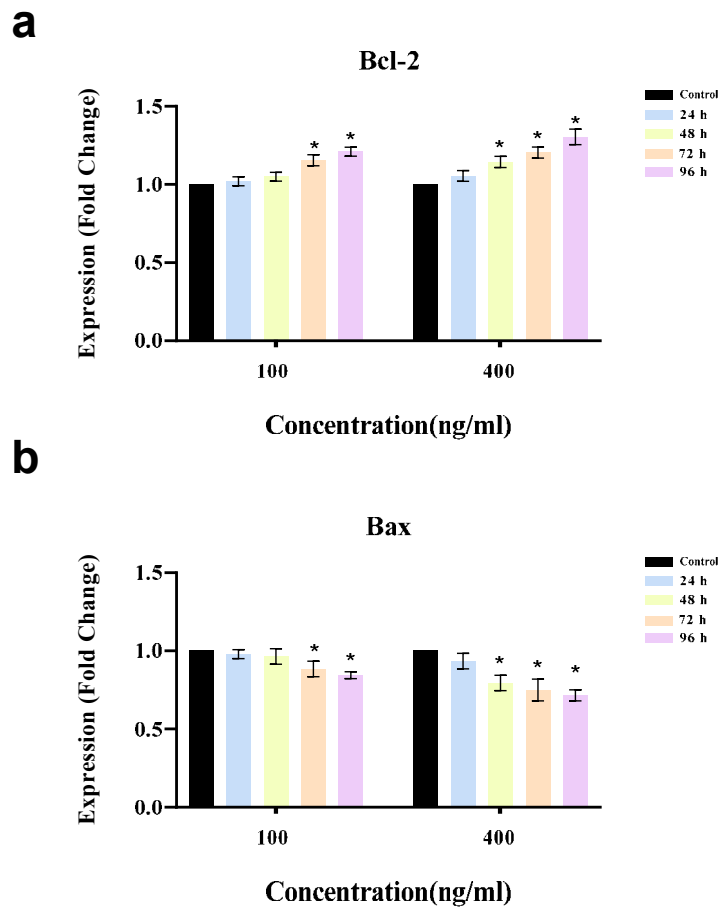 a
Bcl-2
Expression (Fold Change)
1.5
1.0
0.5
0.0
* * * * *
100 400
Concentration(ng/ml)
Control
24 h
48 h
72 h
96 h
b
Bax
Expression (Fold Change)
1.5
1.0
0.5
0.0
* * * * *
100 400
Concentration(ng/ml)
Control
24 h
48 h
72 h
96 h